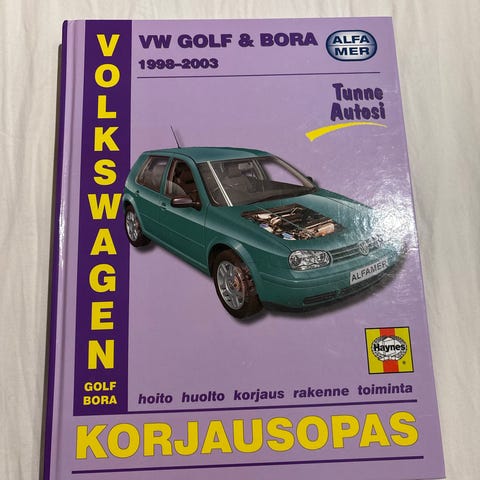 VOLKSWAGEN
GOLF
BORA
VW GOLF & BORA
1998-2003
ALFA
MER
Tunne
Autosi
ALFAMER
Haynes
hoito huolto korjaus rakenne toiminta
KORJAUSOPAS